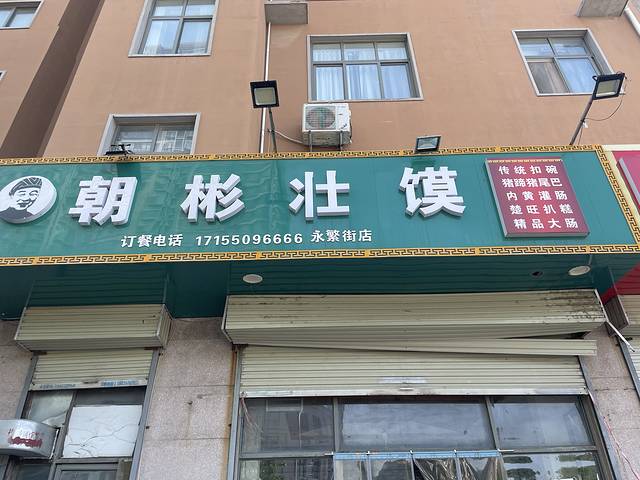 朝彬壮馍
订餐电话 17155096666 永繁街店
传统扣碗
猪蹄猪尾巴
内黄灌肠
楚旺扒糕
精品大肠